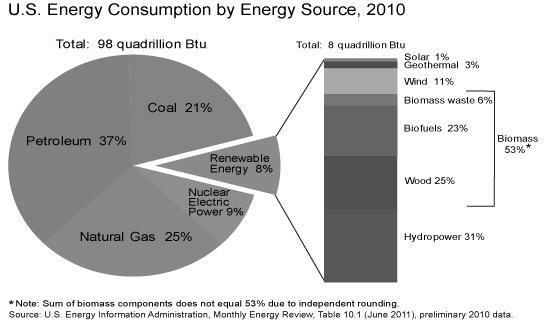 U.S. Energy Consumption by Energy Source, 2010
Total: 98 quadrillion Btu
Total: 8 quadrillion Btu
Coal 21%
Petroleum 37%
Renewable
Energy 8%
Nuclear
Electric
Power 9%
Natural Gas 25%
Solar 1%
Geothermal 3%
Wind 11%
Biomass waste 6%
Biofuels 23%
Biomass
53%*
Wood 25%
Hydropower 31%
*Note: Sum of biomass components does not equal 53% due to independent rounding.
Source: U.S. Energy Information Administration, Monthly Energy Review, Table 10.1 (June 2011), preliminary 2010 data.